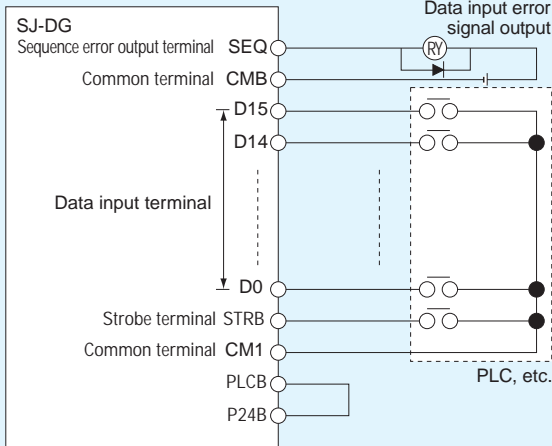 Data input error
signal output
SJ-DG
Sequence error output terminal SEQ
RY
Common terminal CMB
D15
D14
Data input terminal
D0
Strobe terminal STRB
Common terminal CM1
PLC, etc.
PLCB
P24B